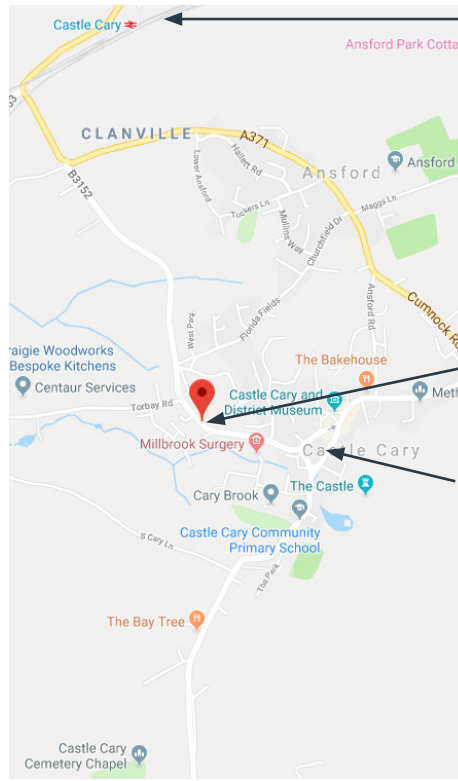 Castle Cary
Ansford Park Cotta
CLANVILLE
A371
Hallett Rd
Lower Ansford
Ansford
Ansford
Tuckers Ln
Maggs Ln
B3152
Mullins Way
Churchfield Dr
Cumnock Ro
Ansford Rd
Florida Fields
West Park
raigie Woodworks
Bespoke Kitchens
The Bakehouse
Centaur Services
Castle Cary and
District Museum
Meth
Torbay Rd
Millbrook Surgery
Castle Cary
The Castle
Cary Brook
Castle Cary Community
Primary School
S Cary Ln
The Park
The Bay Tree
Castle Cary
Cemetery Chapel